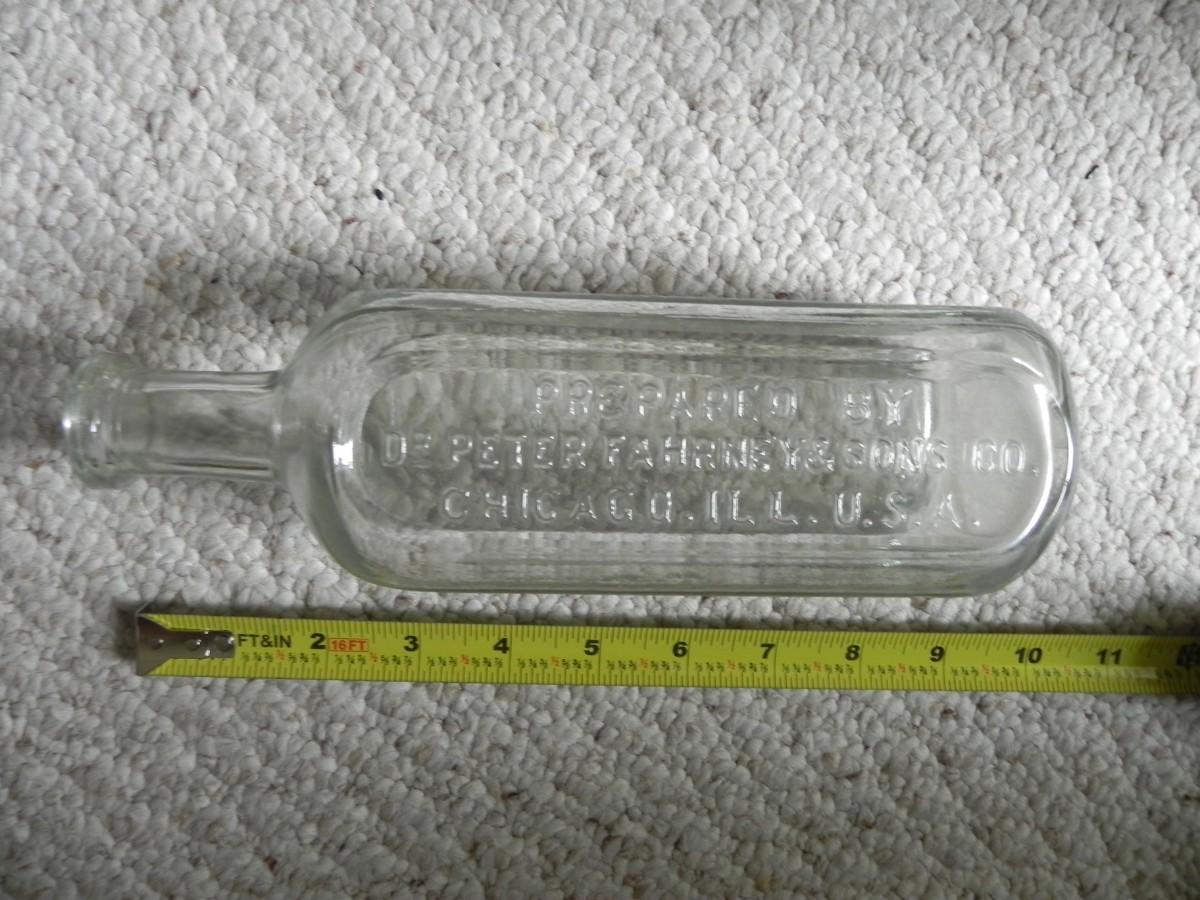 PREPARED BY
DR PETER FAHRNEY & SONS CO.
CHICAGO. ILL. U.S.A.
FT&IN 2 16FT 3 4 5 6 7 8 9 10 11